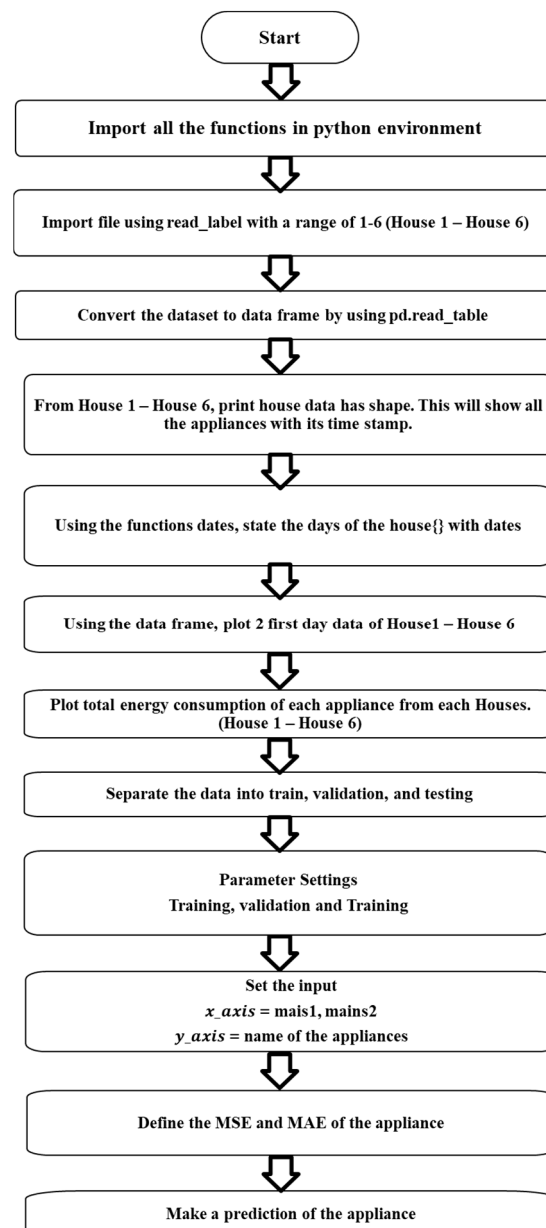 Start
Import all the functions in python environment
Import file using read_label with a range of 1-6 (House 1 – House 6)
Convert the dataset to data frame by using pd.read_table
From House 1 – House 6, print house data has shape. This will show all
the appliances with its time stamp.
Using the functions dates, state the days of the house{} with dates
Using the data frame, plot 2 first day data of House1 – House 6
Plot total energy consumption of each appliance from each Houses.
(House 1 – House 6)
Separate the data into train, validation, and testing
Parameter Settings
Training, validation and Training
Set the input
x_axis = mais1, mains2
y_axis = name of the appliances
Define the MSE and MAE of the appliance
Make a prediction of the appliance